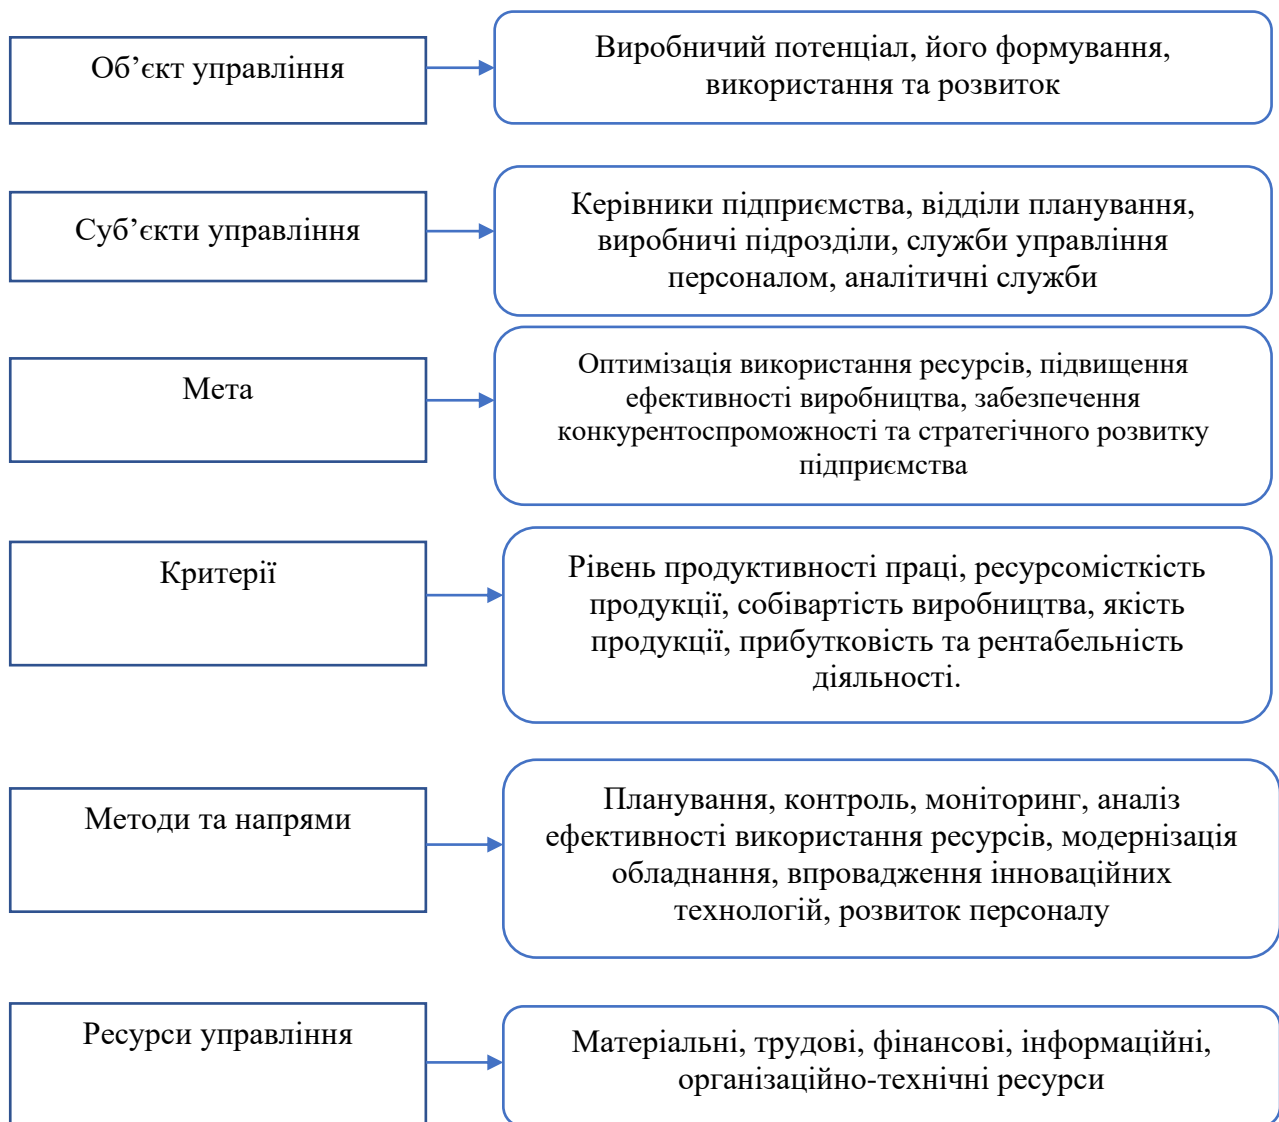 Об’єкт управління
Виробничий потенціал, його формування,
використання та розвиток
Суб’єкти управління
Керівники підприємства, відділи планування,
виробничі підрозділи, служби управління
персоналом, аналітичні служби
Мета
Оптимізація використання ресурсів, підвищення
ефективності виробництва, забезпечення
конкурентоспроможності та стратегічного розвитку
підприємства
Критерії
Рівень продуктивності праці, ресурсомісткість
продукції, собівартість виробництва, якість
продукції, прибутковість та рентабельність
діяльності.
Методи та напрями
Планування, контроль, моніторинг, аналіз
ефективності використання ресурсів, модернізація
обладнання, впровадження інноваційних
технологій, розвиток персоналу
Ресурси управління
Матеріальні, трудові, фінансові, інформаційні,
організаційно-технічні ресурси